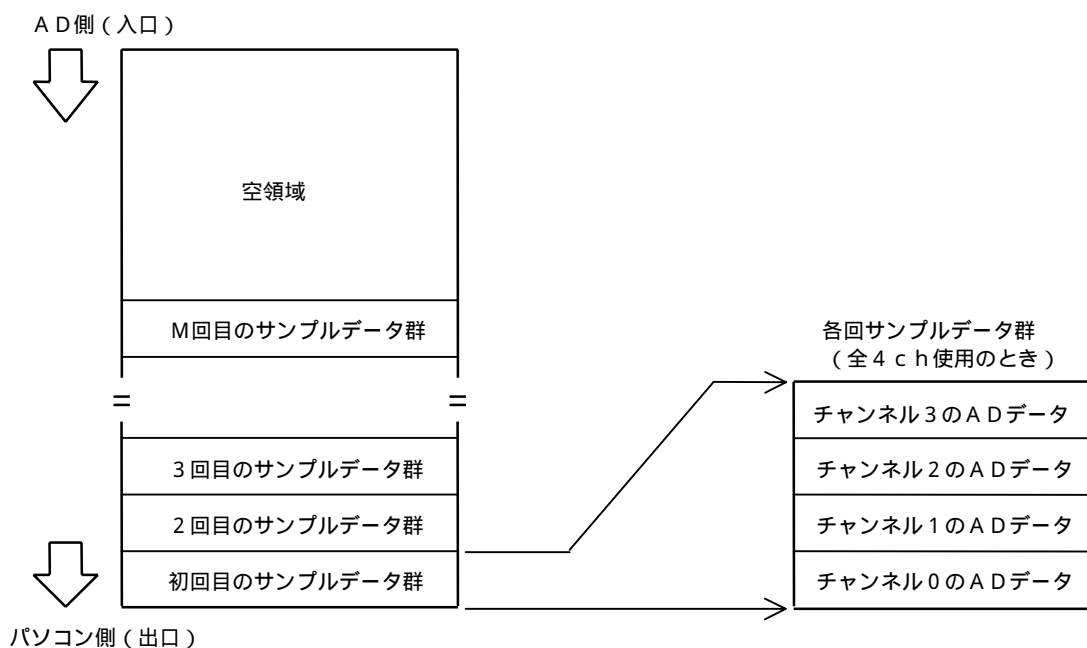 ＡＤ側（入口）
空領域
Ｍ回目のサンプルデータ群
３回目のサンプルデータ群
２回目のサンプルデータ群
初回目のサンプルデータ群
パソコン側（出口）
各回サンプルデータ群
（全４ｃｈ使用のとき）
チャンネル３のＡＤデータ
チャンネル２のＡＤデータ
チャンネル１のＡＤデータ
チャンネル０のＡＤデータ